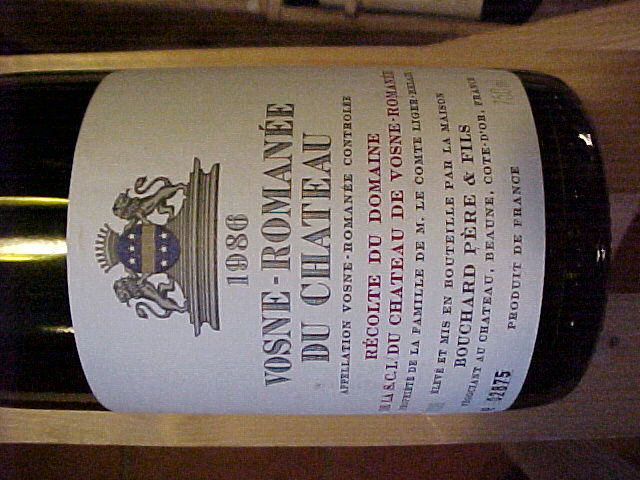 1986
VOSNE-ROMANÉE
DU CHATEAU
APPELLATION VOSNE-ROMANÉE CONTROLÉE
RÉCOLTE DU DOMAINE
DE LA S.C.I. DU CHATEAU DE VOSNE-ROMANÉE
PROPRIÉTÉ DE LA FAMILLE DE M. LE COMTE LIGER-BELAIR
ÉLEVÉ ET MIS EN BOUTEILLE PAR LA MAISON
BOUCHARD PÈRE & FILS
NÉGOCIANT AU CHATEAU, BEAUNE, COTE-D'OR, FRANCE
PRODUIT DE FRANCE
02875